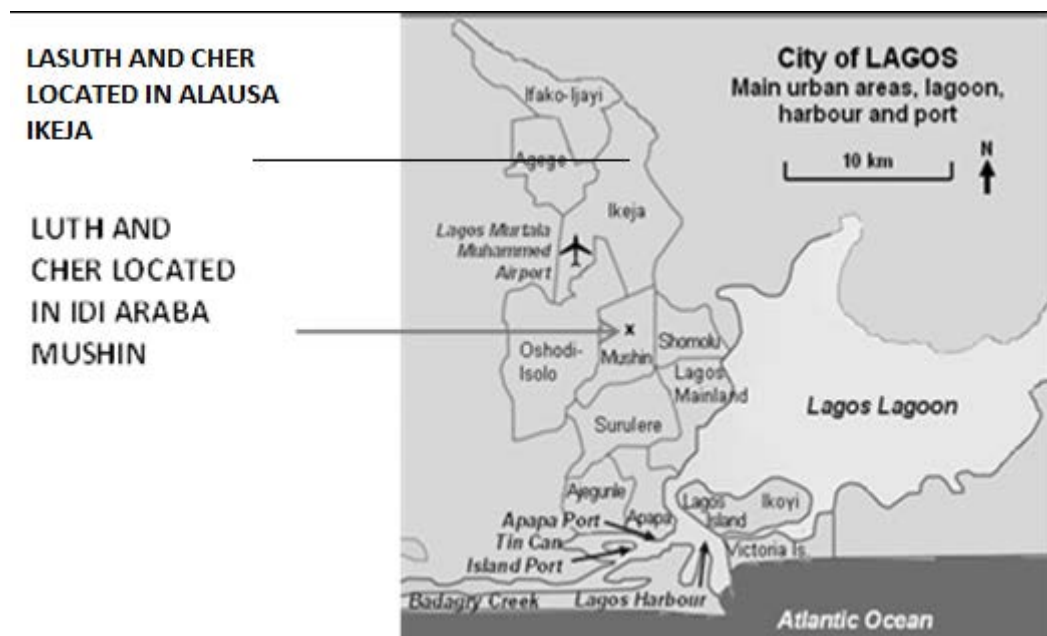 LASUTH AND CHER
LOCATED IN ALAUSA
IKEJA
LUTH AND
CHER LOCATED
IN IDI ARABA
MUSHIN
City of LAGOS
Main urban areas, lagoon,
harbour and port
10 km
N
Ifako-Ijayi
Agege
Ikeja
Lagos Murtala
Muhammed
Airport
x
Oshodi-
Isolo
Mushin
Shomolu
Lagos
Mainland
Surulere
Lagos Lagoon
Ajegunle
Apapa
Lagos
Island
Ikoyi
Victoria Is.
Apapa Port
Tin Can
Island Port
Badagry Creek
Lagos Harbour
Atlantic Ocean